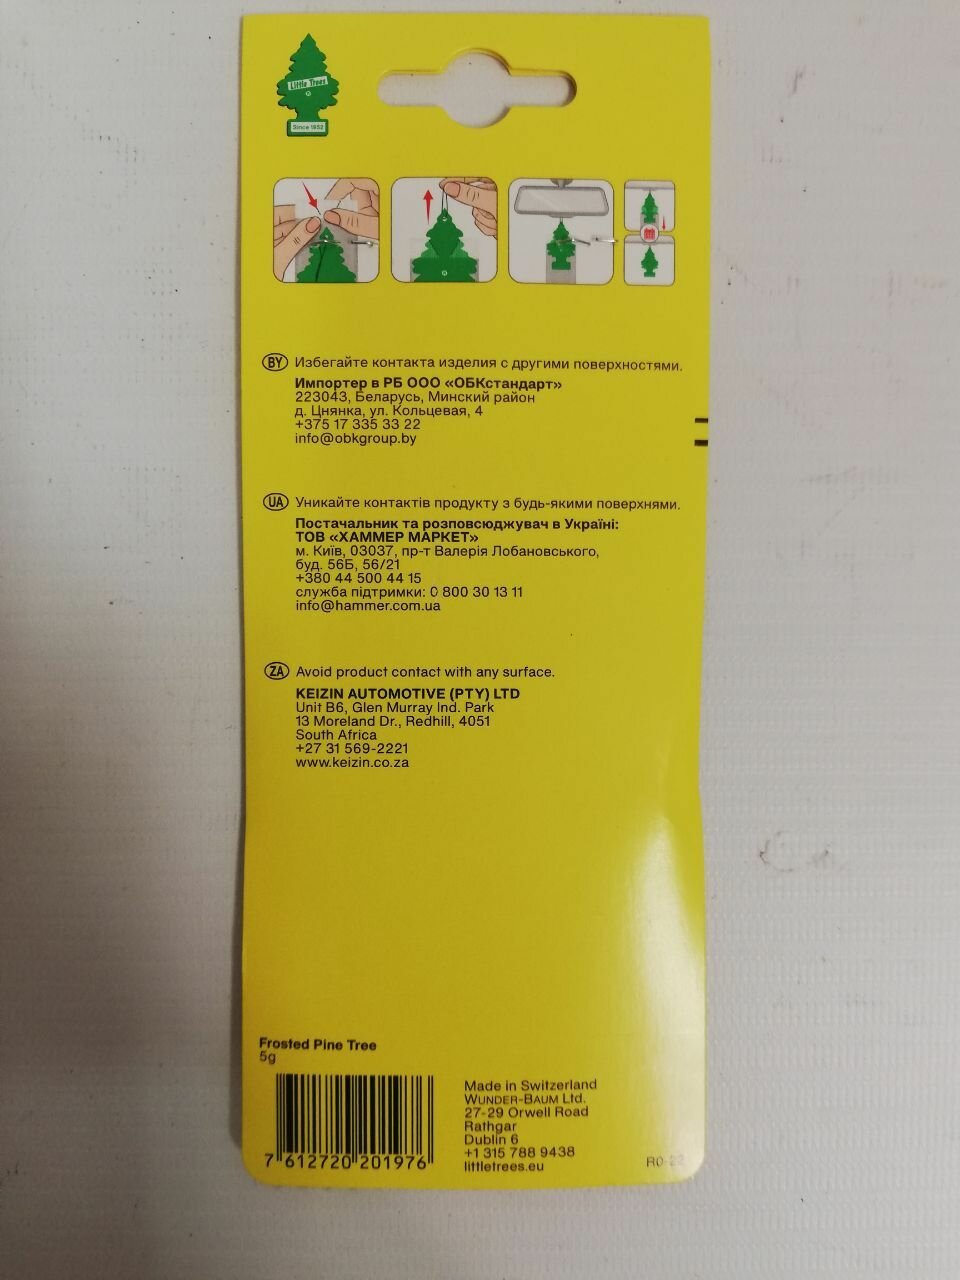 Little Trees
Since 1952
BY Избегайте контакта изделия с другими поверхностями.
Импортер в РБ ООО «ОБКстандарт»
223043, Беларусь, Минский район
д. Цнянка, ул. Кольцевая, 4
+375 17 335 33 22
info@obkgroup.by
UA Уникайте контактів продукту з будь-якими поверхнями.
Постачальник та розповсюджувач в Україні:
ТОВ «ХАММЕР МАРКЕТ»
м. Київ, 03037, пр-т Валерія Лобановського,
буд. 56Б, 56/21
+380 44 500 44 15
служба підтримки: 0 800 30 13 11
info@hammer.com.ua
ZA Avoid product contact with any surface.
KEIZIN AUTOMOTIVE (PTY) LTD
Unit B6, Glen Murray Ind. Park
13 Moreland Dr., Redhill, 4051
South Africa
+27 31 569-2221
www.keizin.co.za
Frosted Pine Tree
5g
7 612720 201976
Made in Switzerland
WUNDER-BAUM Ltd.
27-29 Orwell Road
Rathgar
Dublin 6
+1 315 788 9438
littletrees.eu
R0-22